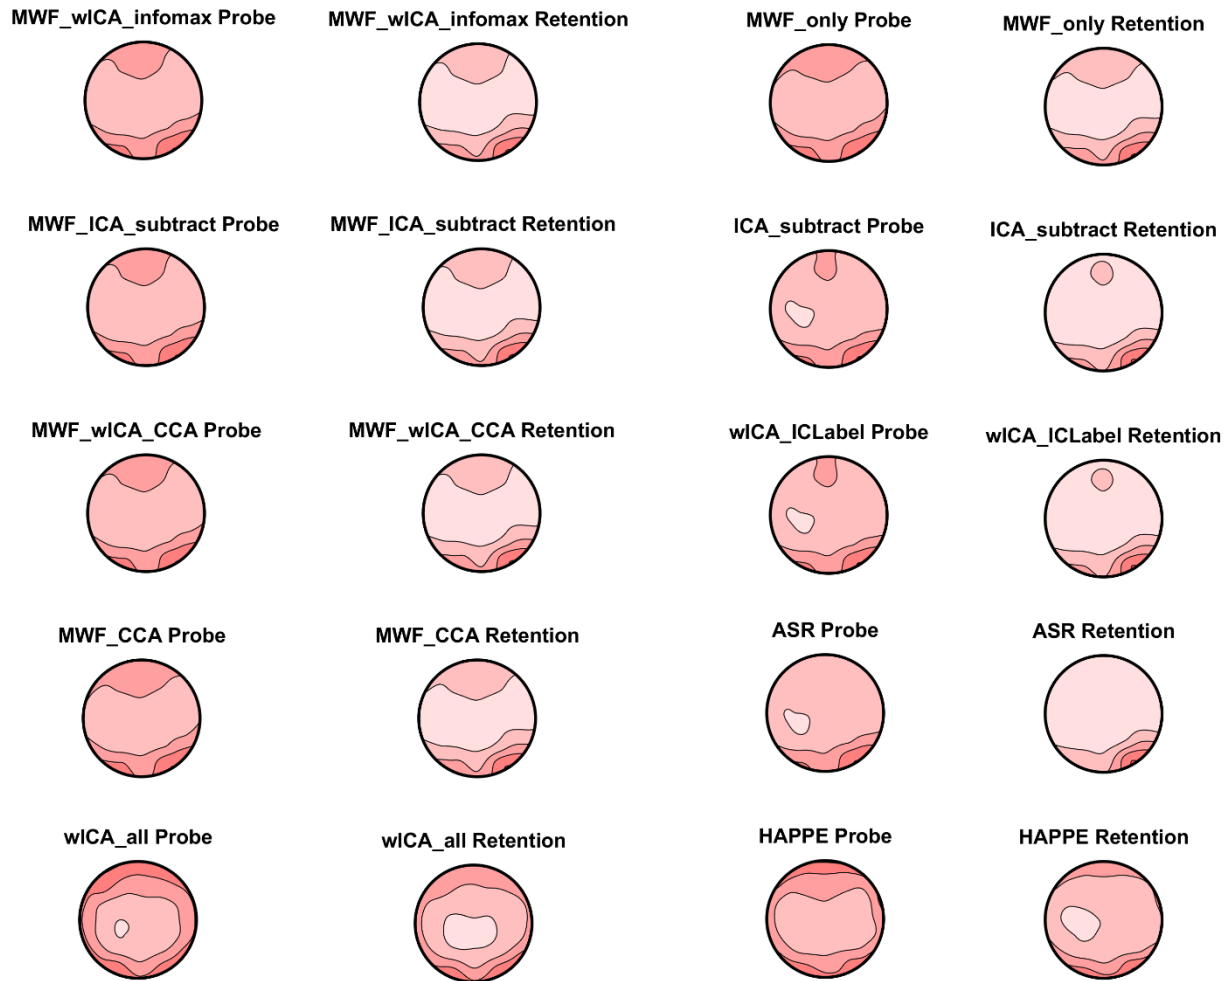 MWF_wICA_infomax Probe
MWF_wICA_infomax Retention
MWF_only Probe
MWF_only Retention
MWF_ICA_subtract Probe
MWF_ICA_subtract Retention
ICA_subtract Probe
ICA_subtract Retention
MWF_wICA_CCA Probe
MWF_wICA_CCA Retention
wICA_ICLabel Probe
wICA_ICLabel Retention
MWF_CCA Probe
MWF_CCA Retention
ASR Probe
ASR Retention
wICA_all Probe
wICA_all Retention
HAPPE Probe
HAPPE Retention